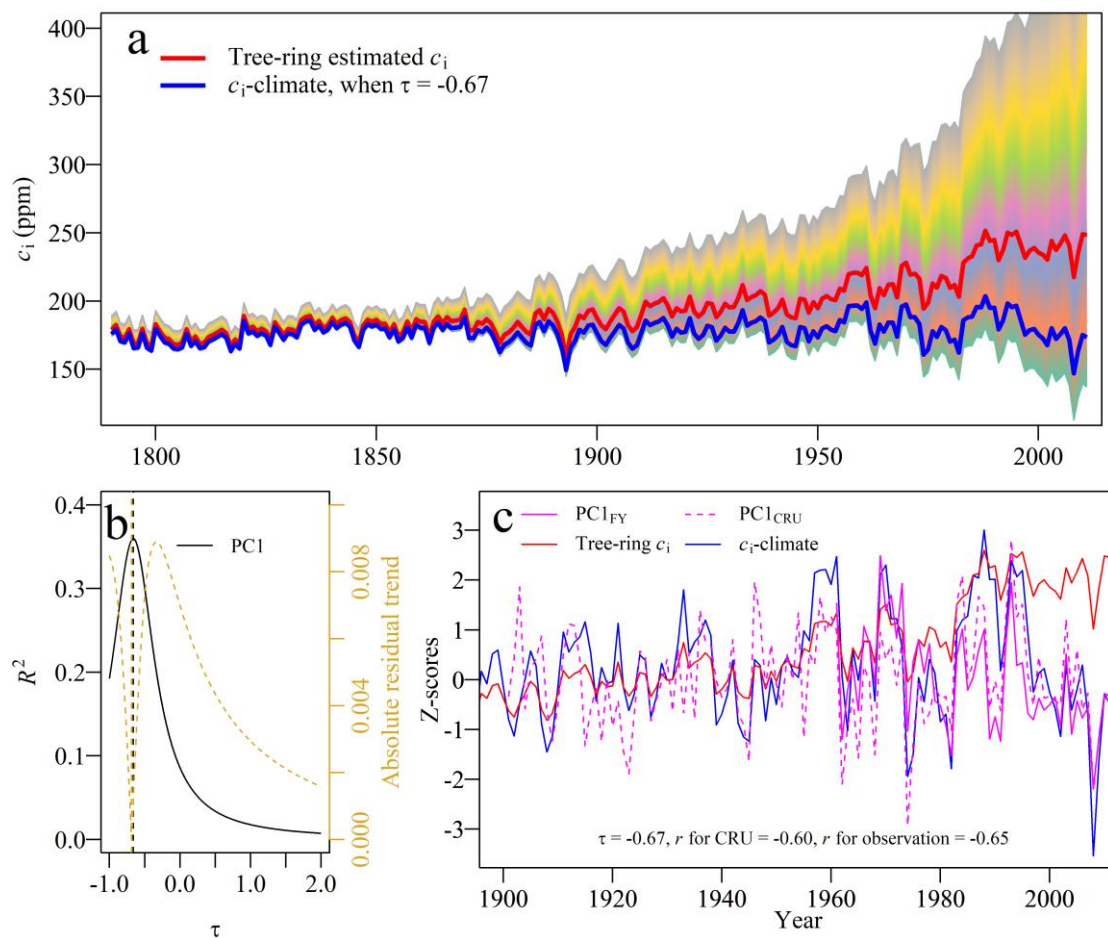 a
Tree-ring estimated cᵢ
cᵢ-climate, when τ = -0.67
400
350
300
250
200
150
cᵢ (ppm)
1800 1850 1900 1950 2000
b
PC1
0.4
0.3
0.2
0.1
0.0
R²
0.008
0.004
0.000
Absolute residual trend
-1.0 0.0 1.0 2.0
τ
c
PC1FY PC1CRU
Tree-ring cᵢ cᵢ-climate
3
2
1
0
-1
-2
-3
Z-scores
τ = -0.67, r for CRU = -0.60, r for observation = -0.65
1900 1920 1940 1960 1980 2000
Year